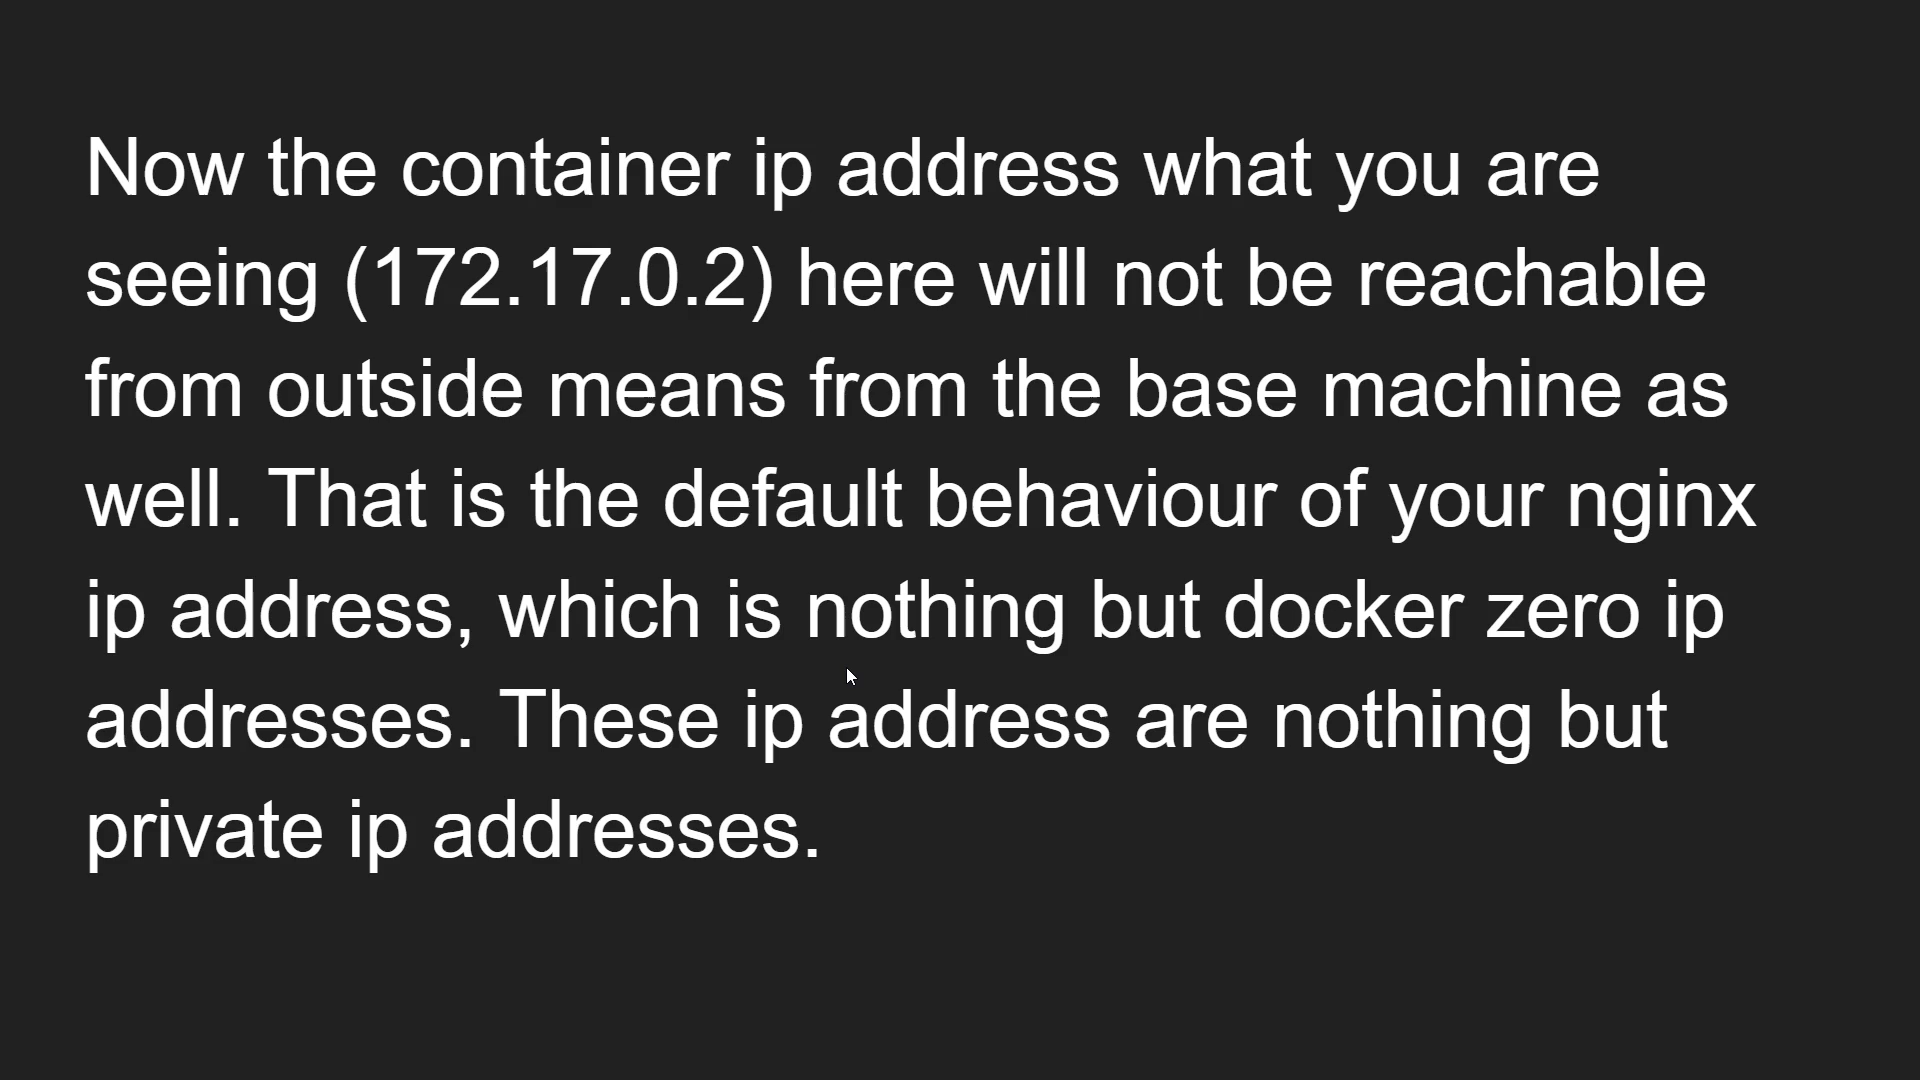 Now the container ip address what you are
seeing (172.17.0.2) here will not be reachable
from outside means from the base machine as
well. That is the default behaviour of your nginx
ip address, which is nothing but docker zero ip
addresses. These ip address are nothing but
private ip addresses.